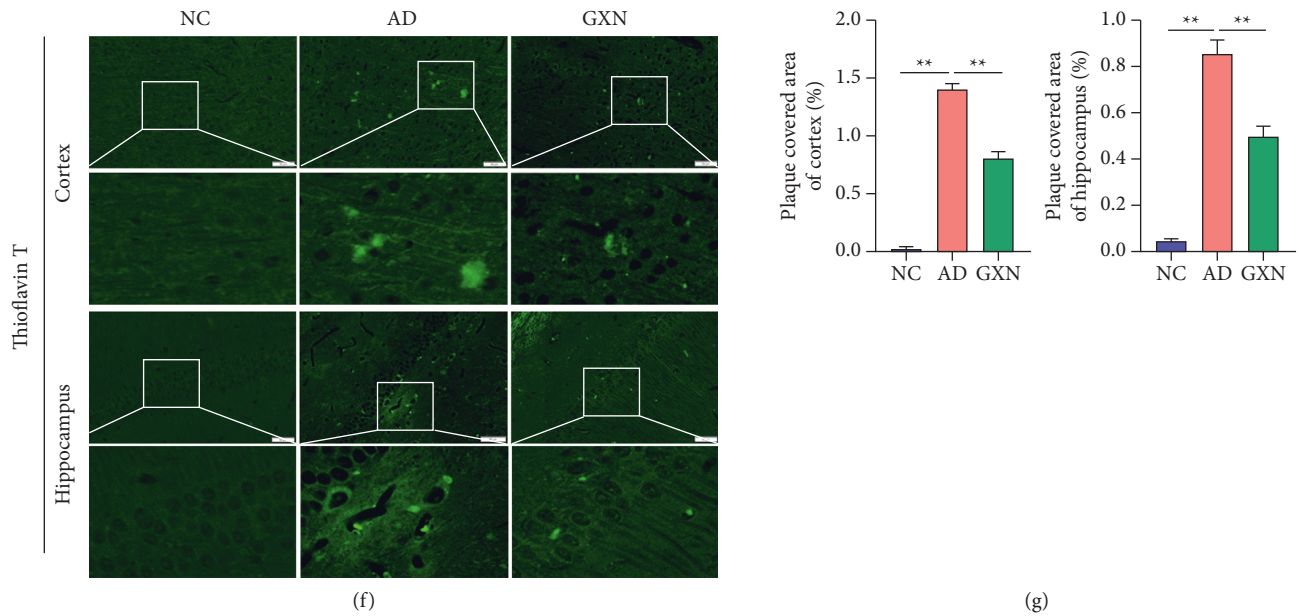 NC AD GXN
Thioflavin T
Cortex
Hippocampus
(f)
Plaque covered area
of cortex (%)
2.0
1.5
1.0
0.5
0.0
** **
NC AD GXN
Plaque covered area
of hippocampus (%)
1.0
0.8
0.6
0.4
0.2
0.0
** **
NC AD GXN
(g)